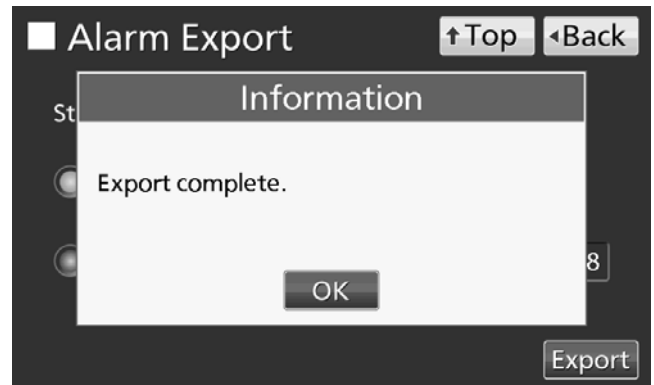 Alarm Export
↑Top
◂Back
Information
St
Export complete.
8
OK
Export